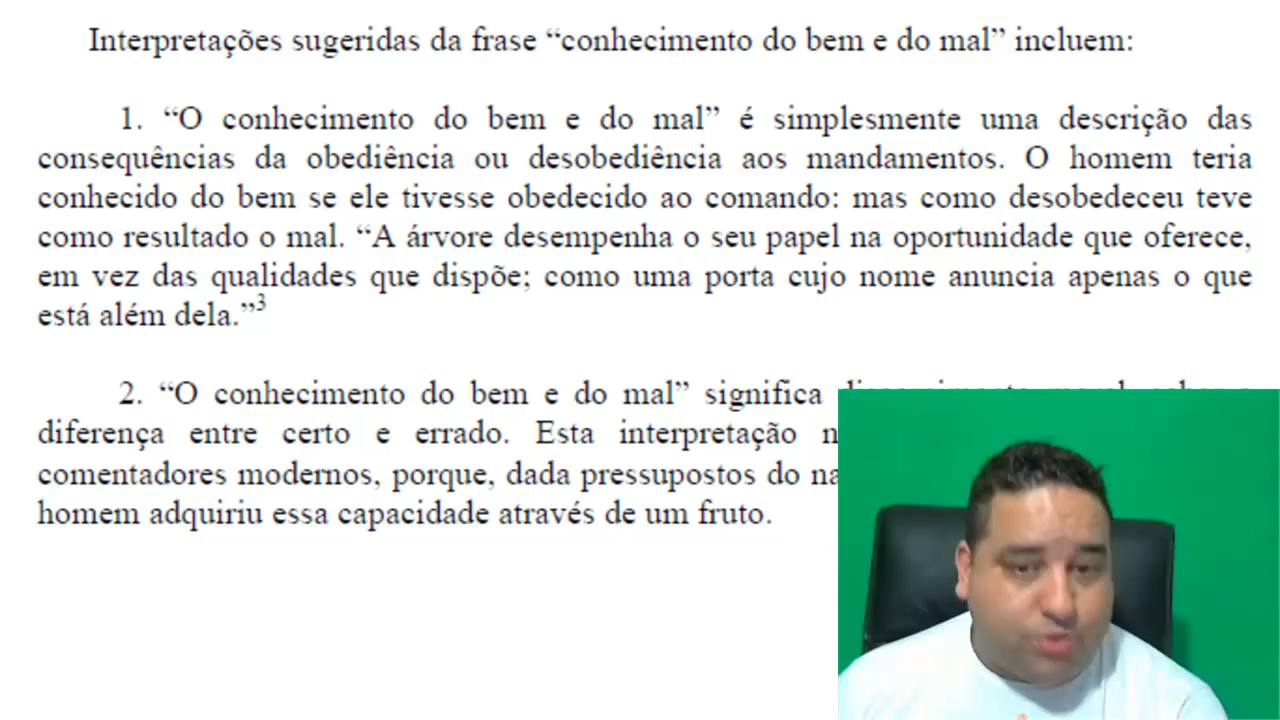 Interpretações sugeridas da frase “conhecimento do bem e do mal” incluem:
1. “O conhecimento do bem e do mal” é simplesmente uma descrição das
consequências da obediência ou desobediência aos mandamentos. O homem teria
conhecido do bem se ele tivesse obedecido ao comando: mas como desobedeceu teve
como resultado o mal. “A árvore desempenha o seu papel na oportunidade que oferece,
em vez das qualidades que dispõe; como uma porta cujo nome anuncia apenas o que
está além dela.”3
2. “O conhecimento do bem e do mal” significa
diferença entre certo e errado. Esta interpretação
comentadores modernos, porque, dada pressupostos do
homem adquiriu essa capacidade através de um fruto.